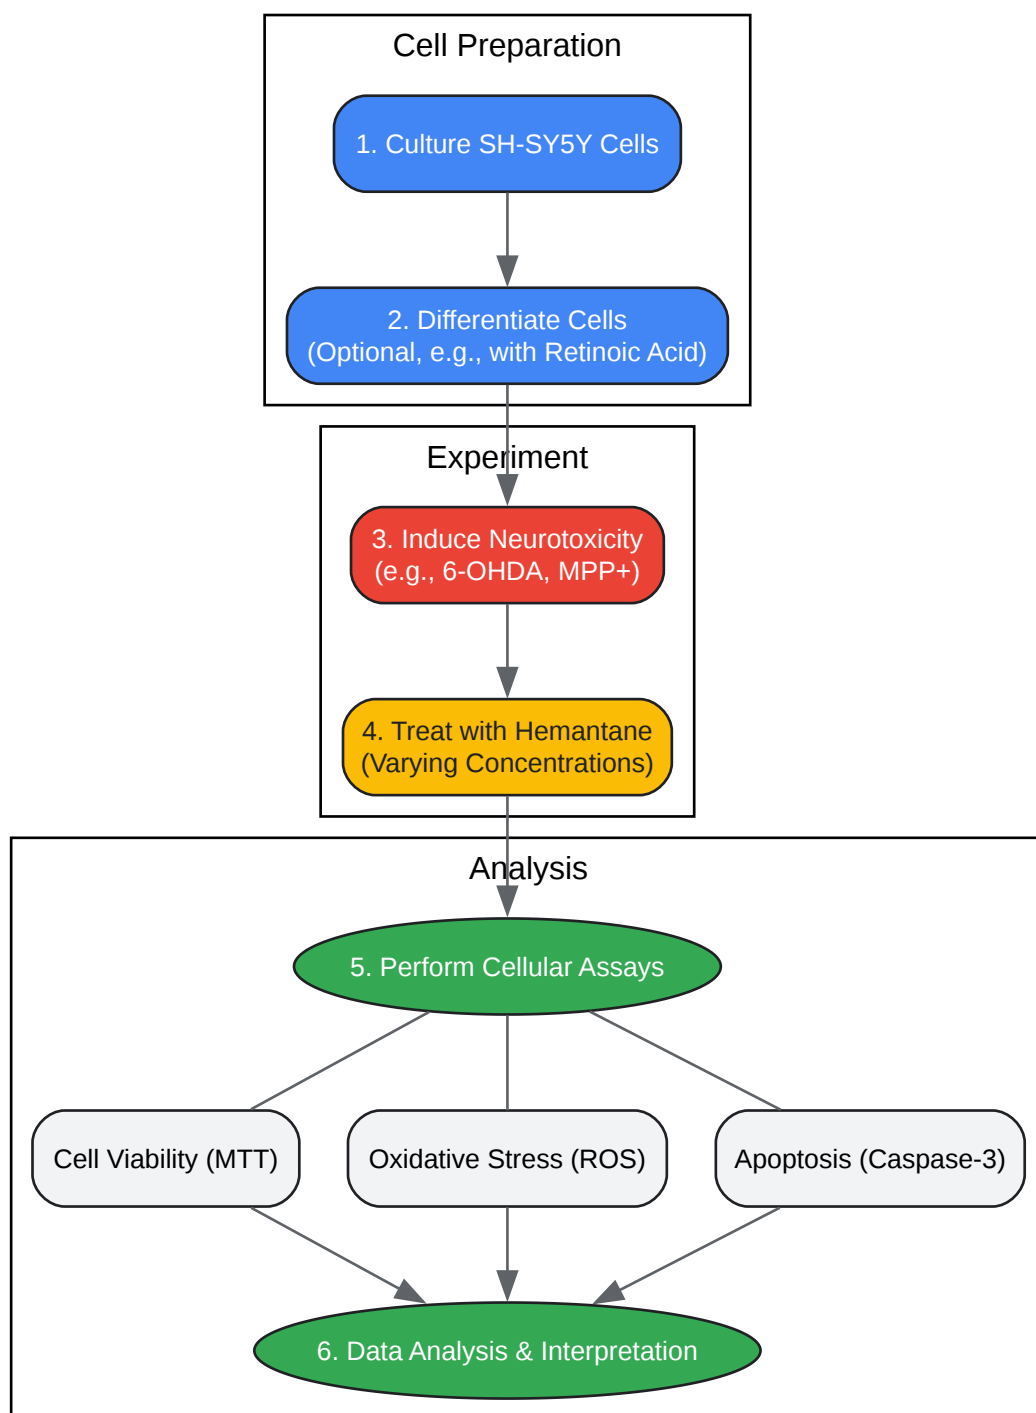 Cell Preparation
1. Culture SH-SY5Y Cells
2. Differentiate Cells
(Optional, e.g., with Retinoic Acid)
Experiment
3. Induce Neurotoxicity
(e.g., 6-OHDA, MPP+)
4. Treat with Hemantane
(Varying Concentrations)
Analysis
5. Perform Cellular Assays
Cell Viability (MTT)
Oxidative Stress (ROS)
Apoptosis (Caspase-3)
6. Data Analysis & Interpretation